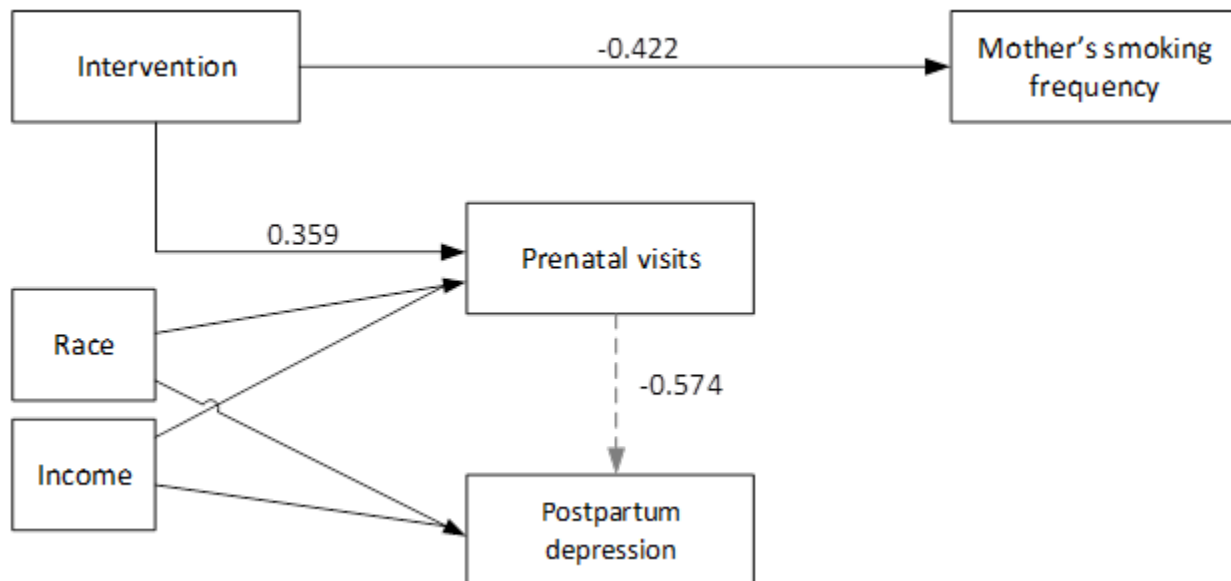 Intervention
-0.422
Mother’s smoking
frequency
0.359
Prenatal visits
Race
-0.574
Income
Postpartum
depression